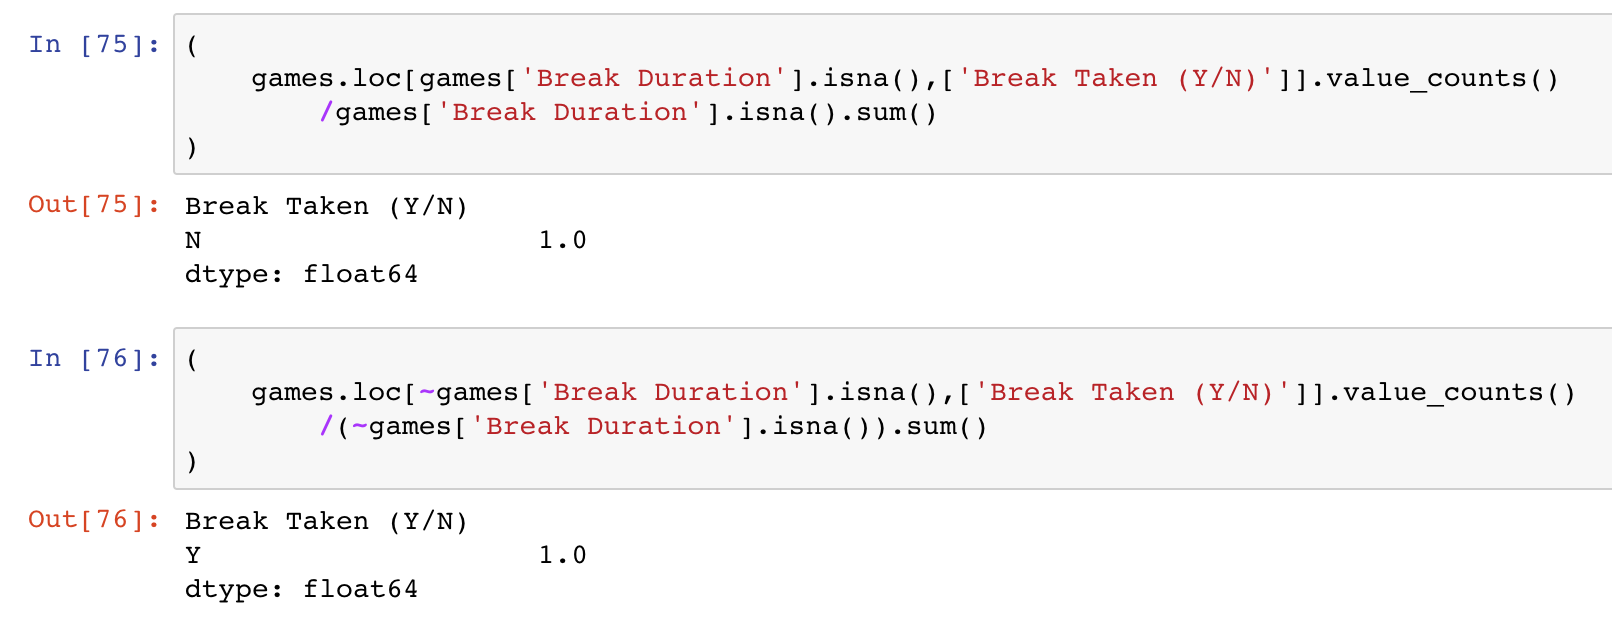 In [75]: (
games.loc[games['Break Duration'].isna(),['Break Taken (Y/N)']].value_counts()
/games['Break Duration'].isna().sum()
)
Out[75]: Break Taken (Y/N)
N 1.0
dtype: float64
In [76]: (
games.loc[~games['Break Duration'].isna(),['Break Taken (Y/N)']].value_counts()
/(~games['Break Duration'].isna()).sum()
)
Out[76]: Break Taken (Y/N)
Y 1.0
dtype: float64